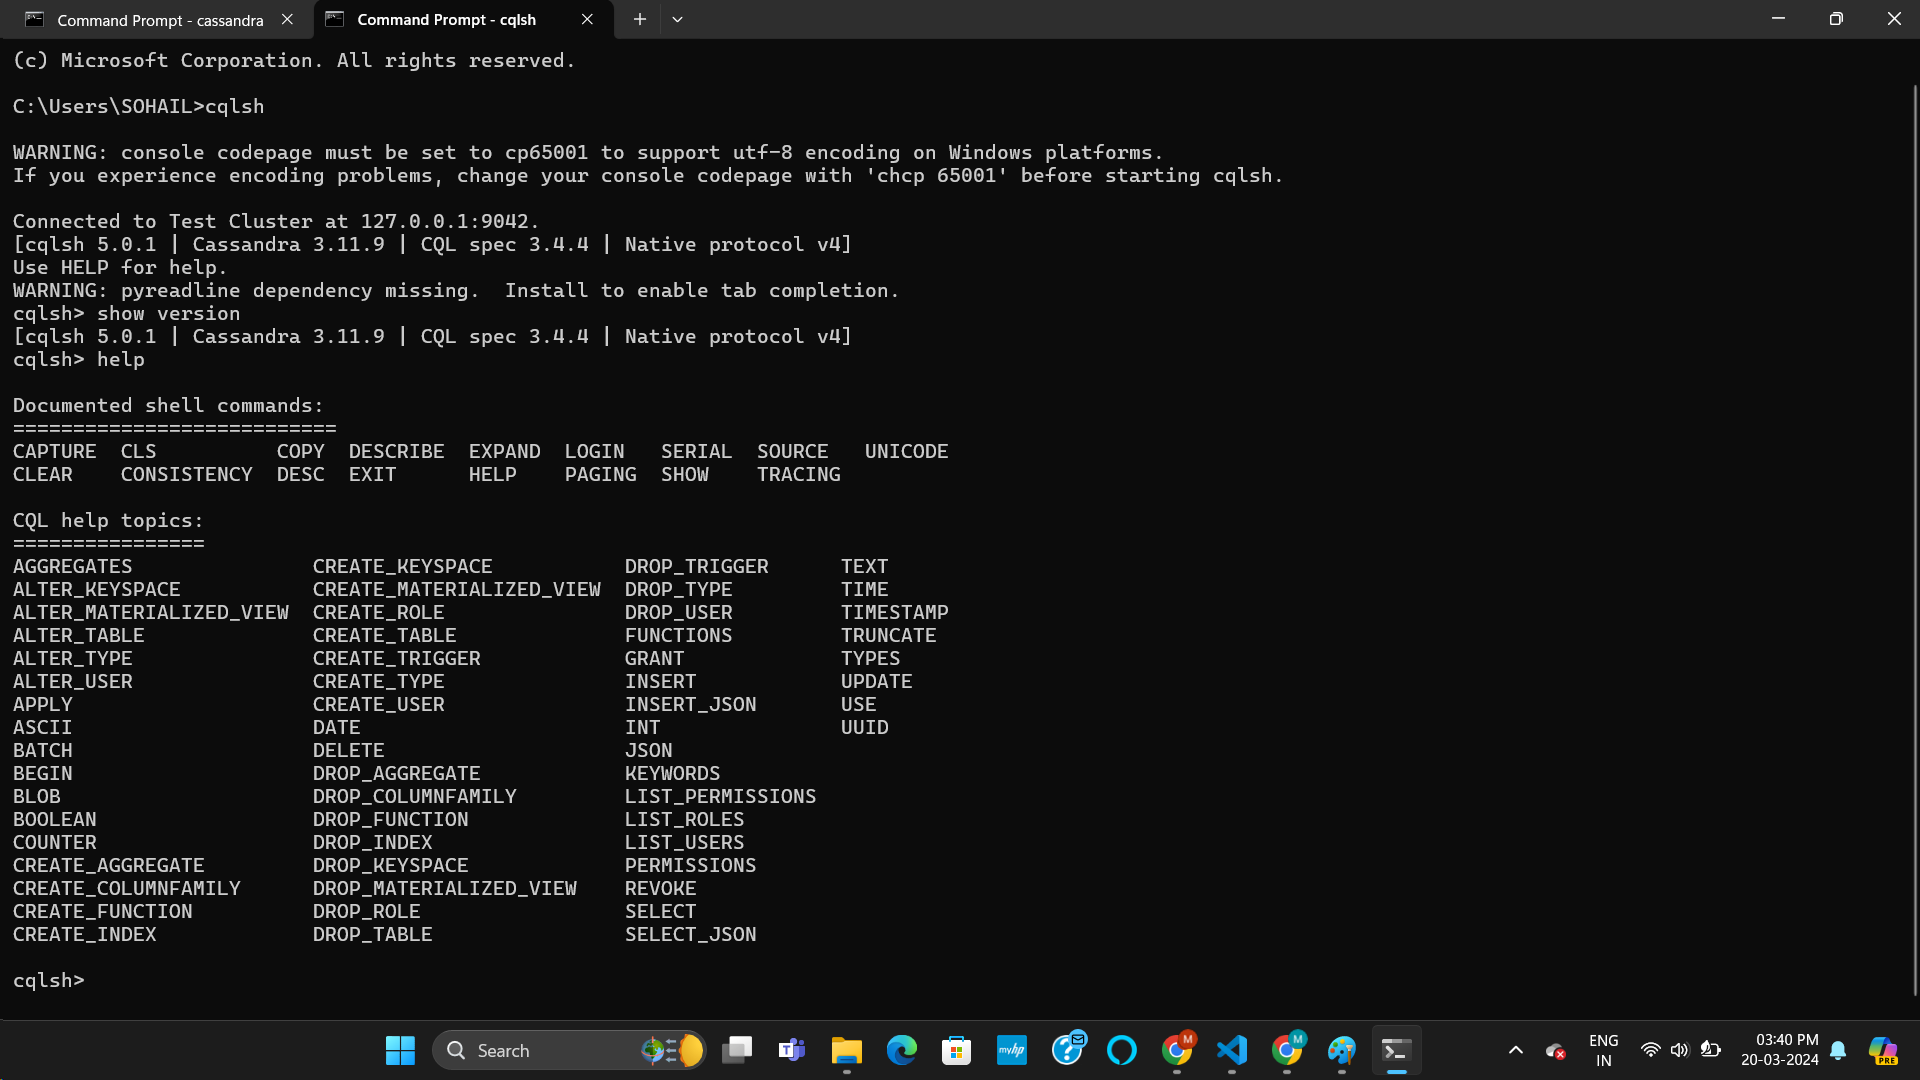 Command Prompt - cassandra
Command Prompt - cqlsh
(c) Microsoft Corporation. All rights reserved.
C:\Users\SOHAIL>cqlsh
WARNING: console codepage must be set to cp65001 to support utf-8 encoding on Windows platforms.
If you experience encoding problems, change your console codepage with 'chcp 65001' before starting cqlsh.
Connected to Test Cluster at 127.0.0.1:9042.
[cqlsh 5.0.1 | Cassandra 3.11.9 | CQL spec 3.4.4 | Native protocol v4]
Use HELP for help.
WARNING: pyreadline dependency missing.  Install to enable tab completion.
cqlsh> show version
[cqlsh 5.0.1 | Cassandra 3.11.9 | CQL spec 3.4.4 | Native protocol v4]
cqlsh> help
Documented shell commands:
===========================
CAPTURE  CLS          COPY  DESCRIBE  EXPAND  LOGIN   SERIAL  SOURCE   UNICODE
CLEAR    CONSISTENCY  DESC  EXIT      HELP    PAGING  SHOW    TRACING
CQL help topics:
================
AGGREGATES               CREATE_KEYSPACE           DROP_TRIGGER      TEXT
ALTER_KEYSPACE           CREATE_MATERIALIZED_VIEW  DROP_TYPE         TIME
ALTER_MATERIALIZED_VIEW  CREATE_ROLE               DROP_USER         TIMESTAMP
ALTER_TABLE              CREATE_TABLE              FUNCTIONS         TRUNCATE
ALTER_TYPE               CREATE_TRIGGER            GRANT             TYPES
ALTER_USER               CREATE_TYPE               INSERT            UPDATE
APPLY                    CREATE_USER               INSERT_JSON       USE
ASCII                    DATE                      INT               UUID
BATCH                    DELETE                    JSON
BEGIN                    DROP_AGGREGATE            KEYWORDS
BLOB                     DROP_COLUMNFAMILY         LIST_PERMISSIONS
BOOLEAN                  DROP_FUNCTION             LIST_ROLES
COUNTER                  DROP_INDEX                LIST_USERS
CREATE_AGGREGATE         DROP_KEYSPACE             PERMISSIONS
CREATE_COLUMNFAMILY      DROP_MATERIALIZED_VIEW    REVOKE
CREATE_FUNCTION          DROP_ROLE                 SELECT
CREATE_INDEX             DROP_TABLE                SELECT_JSON
cqlsh>
Search
myhp
M
M
ENG
IN
03:40 PM
20-03-2024
PRE